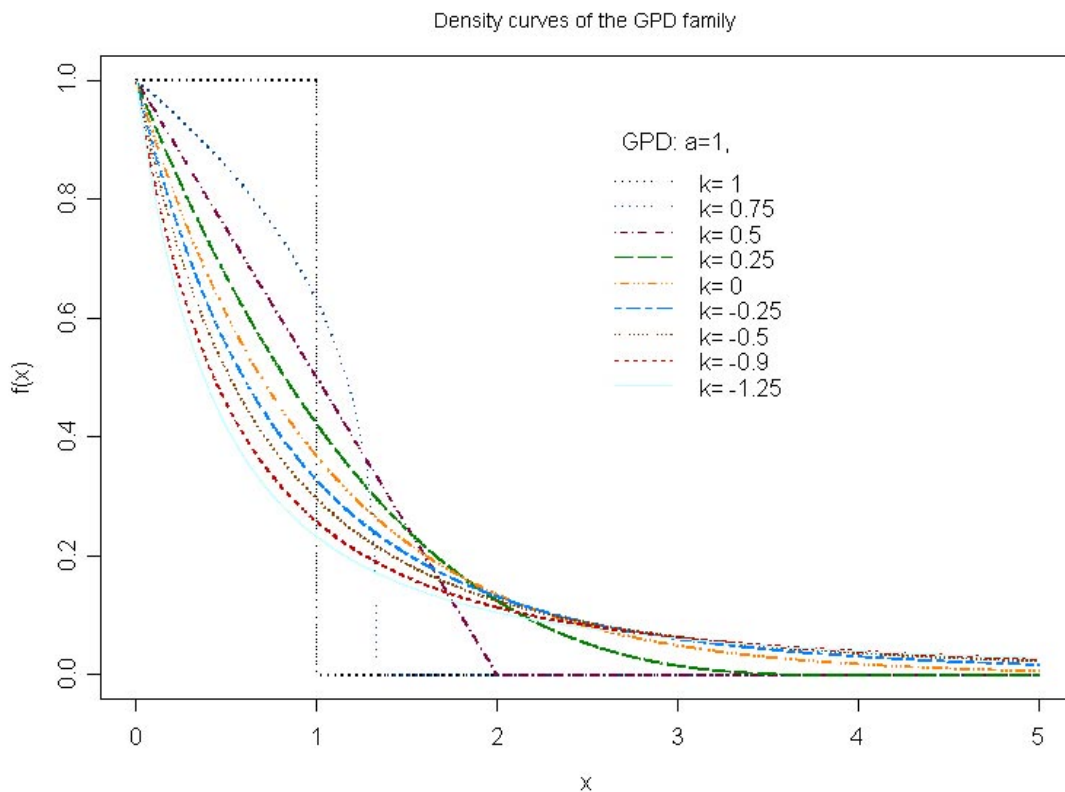 Density curves of the GPD family
f(x)
1.0
0.8
0.6
0.4
0.2
0.0
GPD: a=1,
k= 1
k= 0.75
k= 0.5
k= 0.25
k= 0
k= -0.25
k= -0.5
k= -0.9
k= -1.25
0 1 2 3 4 5
x